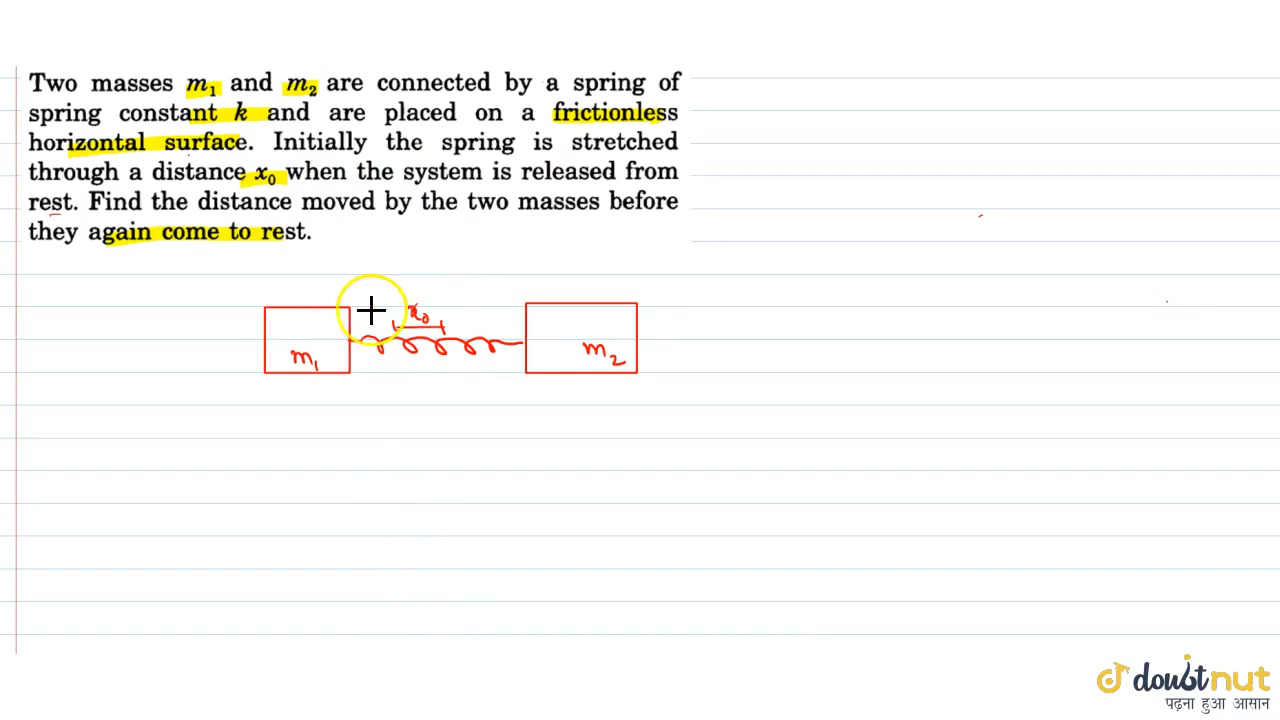 Two masses m₁ and m₂ are connected by a spring of
spring constant k and are placed on a frictionless
horizontal surface. Initially the spring is stretched
through a distance x₀ when the system is released from
rest. Find the distance moved by the two masses before
they again come to rest.
x₀
m₁ m₂
doubtnut
पढ़ना हुआ आसान